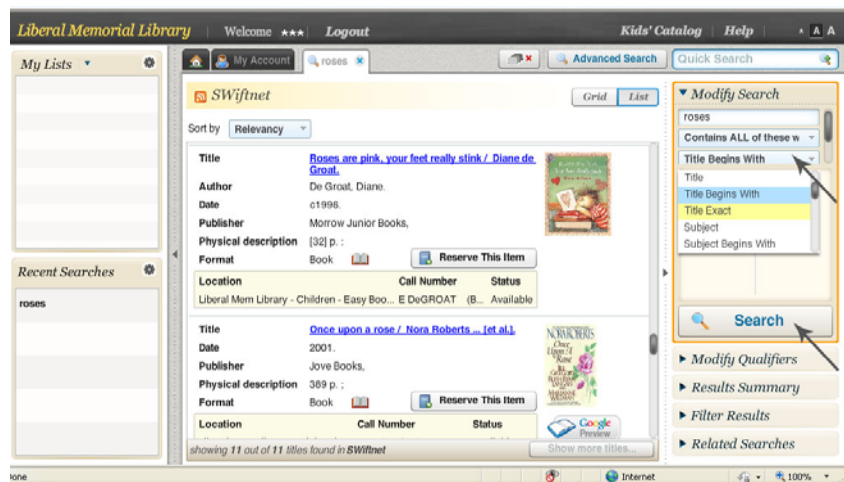 Liberal Memorial Library
Welcome ★★★
Logout
Kids' Catalog
Help
A A A
My Lists
My Account
roses
Advanced Search
Quick Search
SWiftnet
Grid List
Sort by Relevancy
Title Roses are pink, your feet really stink / Diane de
Groat.
Author De Groat, Diane.
Date c1996.
Publisher Morrow Junior Books,
Physical description [32] p. :
Format Book Reserve This Item
Location Call Number Status
Liberal Mem Library - Children - Easy Boo... E DeGROAT (B... Available
Title Once upon a rose / Nora Roberts ... [et al.].
Date 2001.
Publisher Jove Books,
Physical description 389 p. ;
Format Book Reserve This Item
Location Call Number Status
NORA ROBERTS
Once
Upon A
Rose
Google
Preview
showing 11 out of 11 titles found in SWiftnet
Show more titles...
Recent Searches
roses
Modify Search
roses
Contains ALL of these w
Title Begins With
Title
Title Begins With
Title Exact
Subject
Subject Begins With
Search
Modify Qualifiers
Results Summary
Filter Results
Related Searches
one
Internet
100%